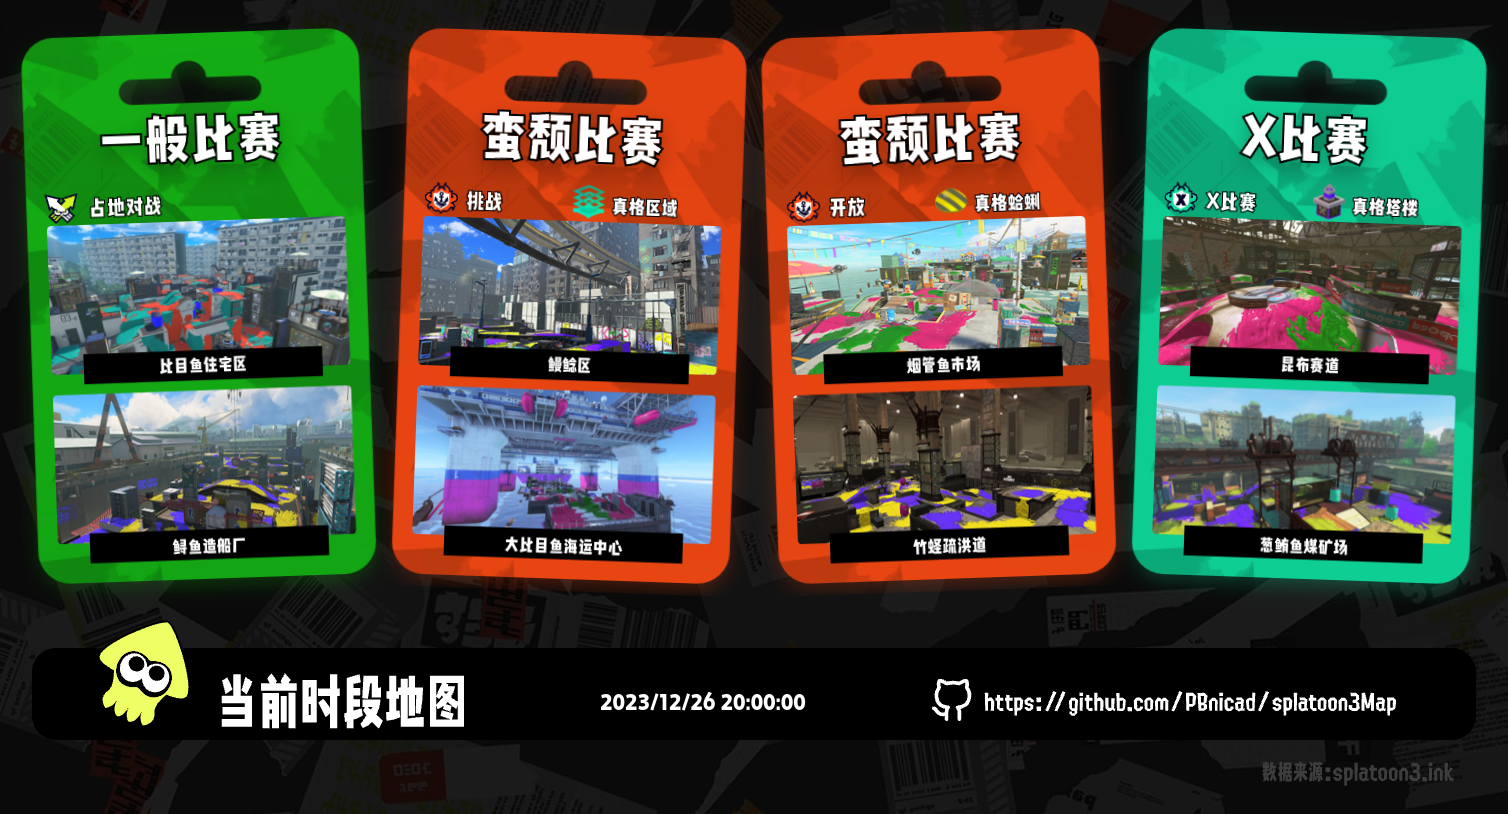 一般比赛
占地对战
比目鱼住宅区
鲟鱼造船厂
蛮颓比赛
挑战
真格区域
鳗鲶区
大比目鱼海运中心
蛮颓比赛
开放
真格蛤蜊
烟管鱼市场
竹蛏疏洪道
X比赛
X比赛
真格塔楼
昆布赛道
葱鲔鱼煤矿场
当前时段地图
2023/12/26 20:00:00
https://github.com/PBnicad/splatoon3Map
数据来源:splatoon3.ink